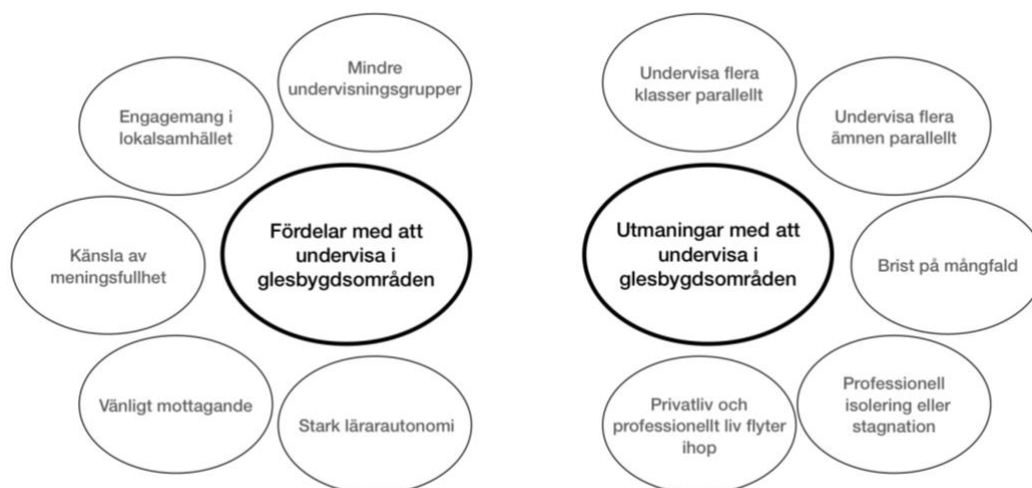 Mindre
undervisningsgrupper
Engagemang i
lokalsamhället
Fördelar med att
undervisa i
glesbygdsområden
Känsla av
meningsfullhet
Vänligt mottagande
Stark lärarautonomi
Undervisa flera
klasser parallellt
Undervisa flera
ämnen parallellt
Utmaningar med att
undervisa i
glesbygdsområden
Brist på mångfald
Professionell
isolering eller
stagnation
Privatliv och
professionellt liv flyter
ihop